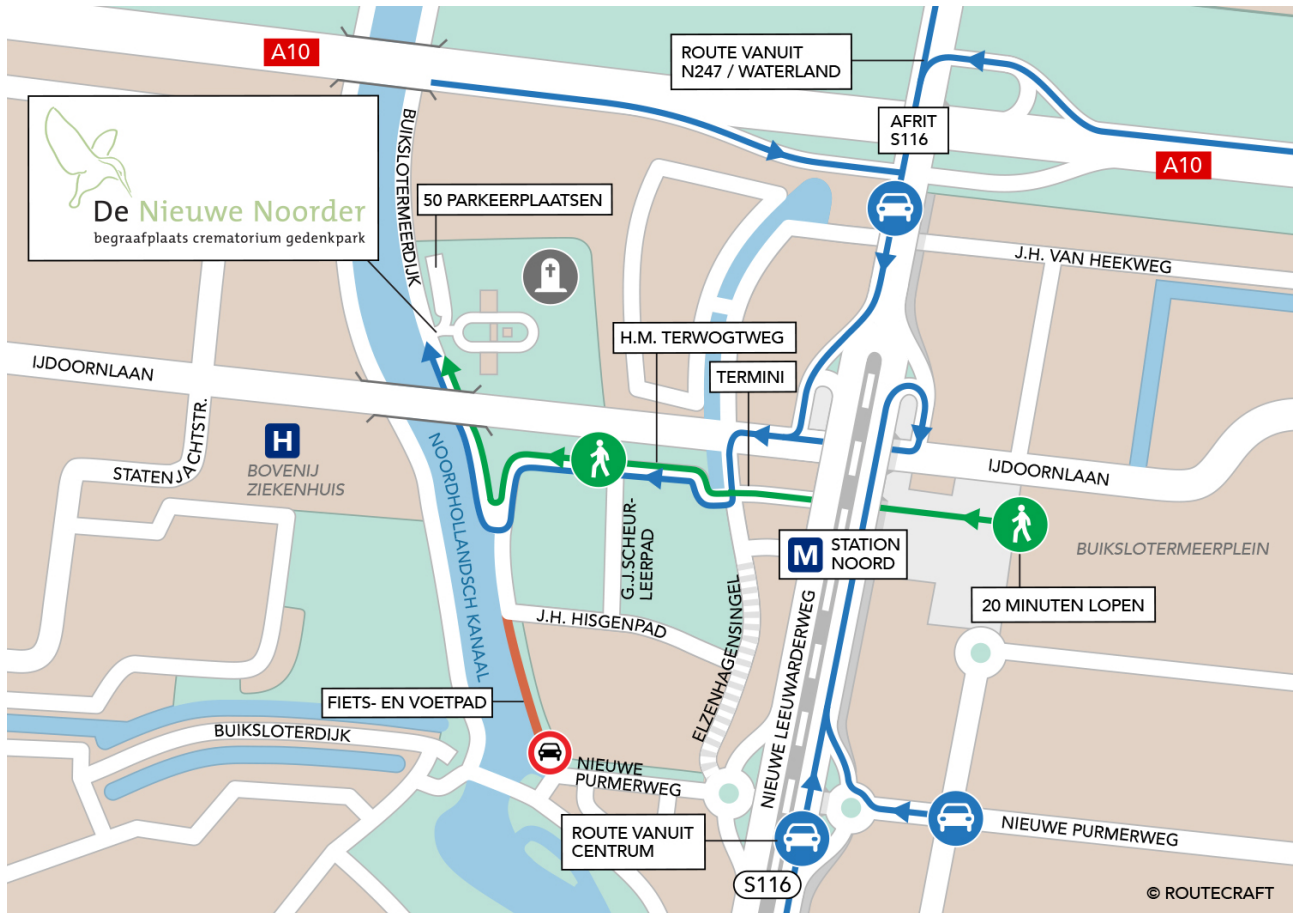 A10
ROUTE VANUIT
N247 / WATERLAND
AFRIT
S116
A10
BUIKSLOTERMEERDIJK
De Nieuwe Noorder
begraafplaats crematorium gedenkpark
50 PARKEERPLAATSEN
J.H. VAN HEEKWEG
H.M. TERWOGTWEG
TERMINI
IJDOORNLAAN
STATENJACHTSTR.
H
BOVENIJ
ZIEKENHUIS
NOORDHOLLANDSCH KANAAL
IJDOORNLAAN
G.J.SCHEUR-
LEERPAD
M
STATION
NOORD
BUIKSLOTERMEERPLEIN
20 MINUTEN LOPEN
J.H. HISGENPAD
ELZENHAGENSINGEL
NIEUWE LEEUWARDERWEG
FIETS- EN VOETPAD
BUIKSLOTERDIJK
NIEUWE
PURMERWEG
ROUTE VANUIT
CENTRUM
NIEUWE PURMERWEG
S116
© ROUTECRAFT